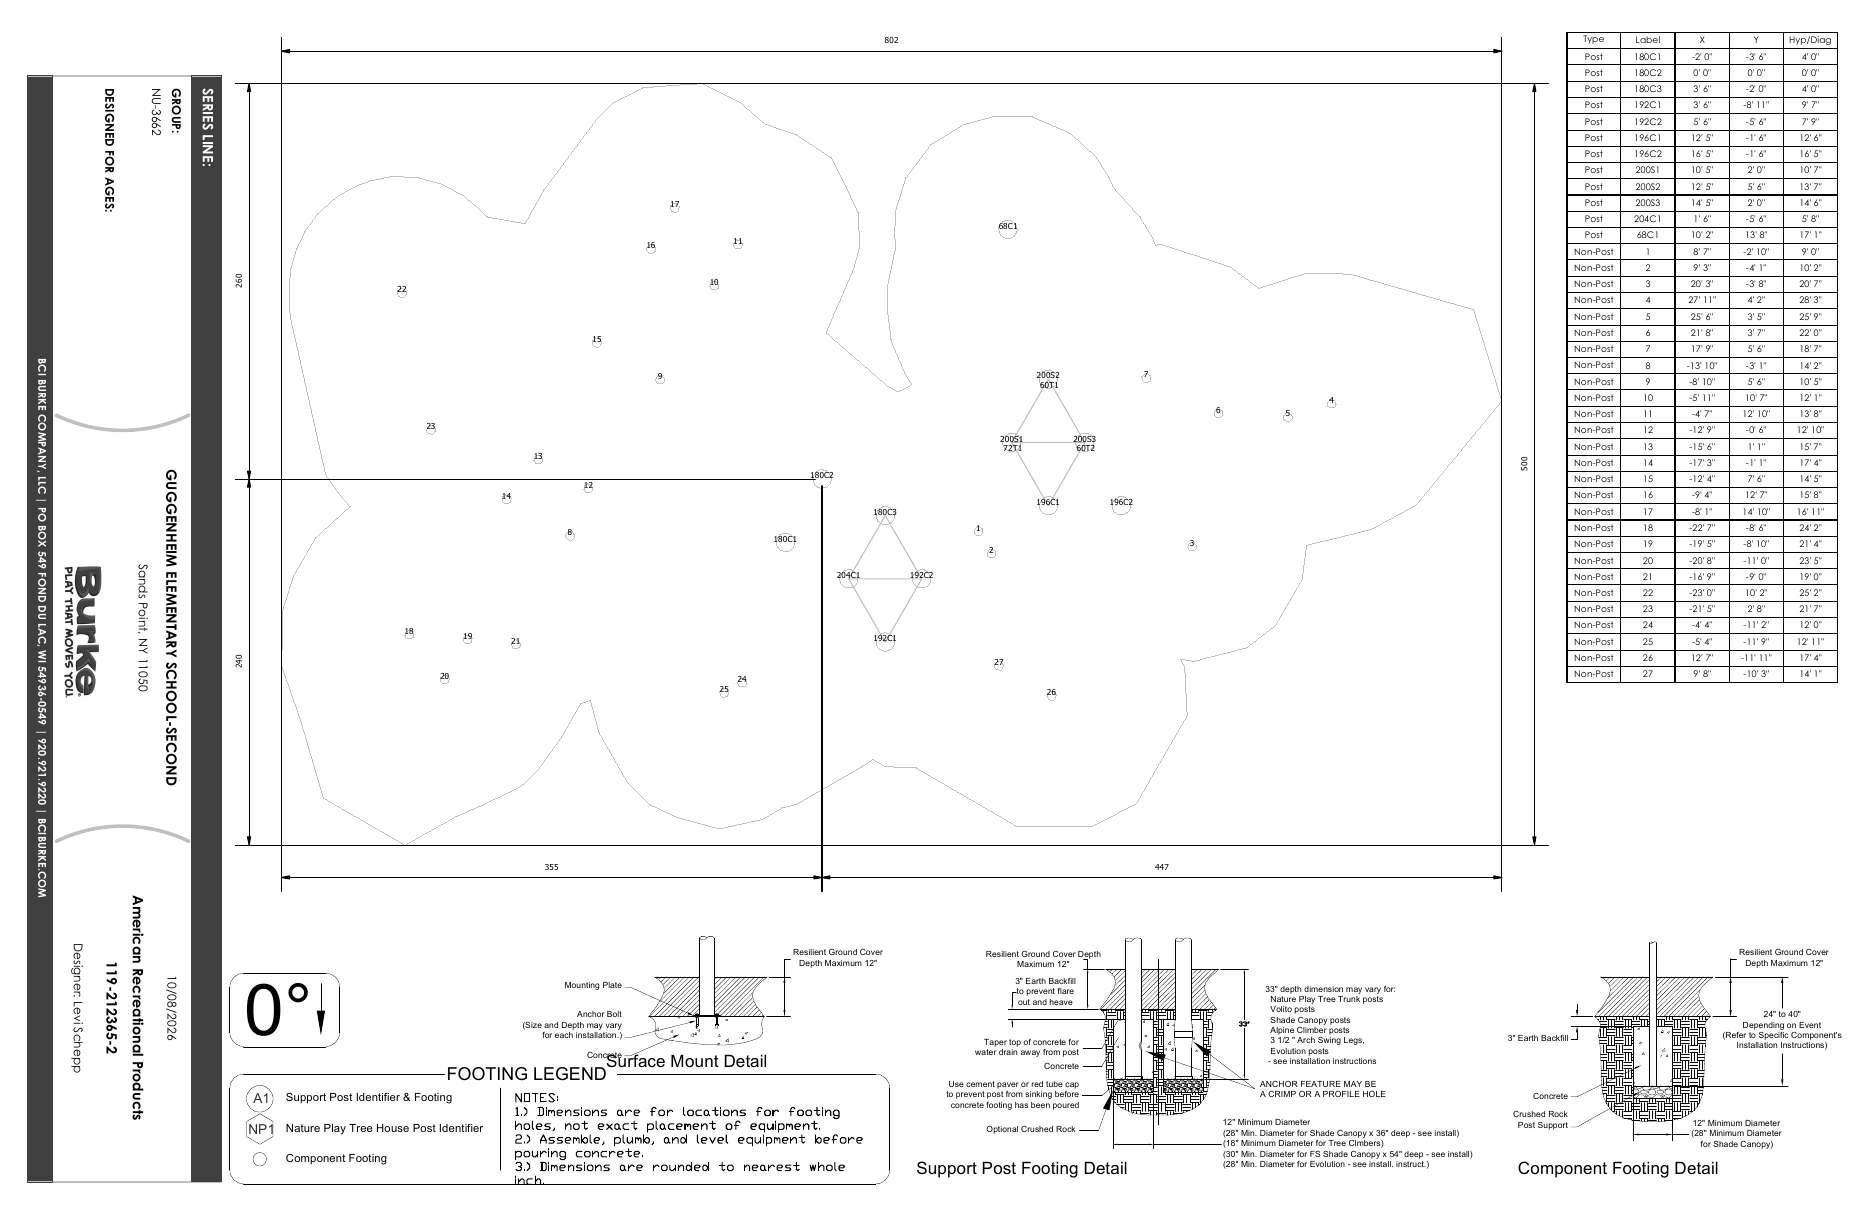 SERIES LINE:
GROUP:
NU-3662
DESIGNED FOR AGES:
GUGGENHEIM ELEMENTARY SCHOOL-SECOND
Sands Point, NY 11050
Burke
PLAY THAT MOVES YOU.
BCI BURKE COMPANY, LLC | PO BOX 549 FOND DU LAC, WI 54936-0549 | 920.921.9220 | BCIBURKE.COM
10/08/2026
American Recreational Products
119-212365-2
Designer: Levi Schepp
802
260
260
500
355
447
17
16
11
10
22
15
9
23
13
14
12
8
18
19
21
20
24
25
68C1
200S2
60T1
7
6
5
4
200S1
72T1
200S3
60T2
180C2
180C3
180C1
196C1
196C2
1
2
3
204C1
192C2
192C1
27
26
Type Label X Y Hyp/Diag
Post 180C1 -2' 0" -3' 6" 4' 0"
Post 180C2 0' 0" 0' 0" 0' 0"
Post 180C3 3' 6" -2' 0" 4' 0"
Post 192C1 3' 6" -8' 11" 9' 7"
Post 192C2 5' 6" -5' 6" 7' 9"
Post 196C1 12' 5" -1' 6" 12' 6"
Post 196C2 16' 5" -1' 6" 16' 5"
Post 200S1 10' 5" 2' 0" 10' 7"
Post 200S2 12' 5" 5' 6" 13' 7"
Post 200S3 14' 5" 2' 0" 14' 6"
Post 204C1 1' 6" -5' 6" 5' 8"
Post 68C1 10' 2" 13' 8" 17' 1"
Non-Post 1 8' 7" -2' 10" 9' 0"
Non-Post 2 9' 3" -4' 1" 10' 2"
Non-Post 3 20' 3" -3' 8" 20' 7"
Non-Post 4 27' 11" 4' 2" 28' 3"
Non-Post 5 25' 6" 3' 5" 25' 9"
Non-Post 6 21' 8" 3' 7" 22' 0"
Non-Post 7 17' 9" 5' 6" 18' 7"
Non-Post 8 -13' 10" -3' 1" 14' 2"
Non-Post 9 -8' 10" 5' 6" 10' 5"
Non-Post 10 -5' 11" 10' 7" 12' 1"
Non-Post 11 -4' 7" 12' 10" 13' 8"
Non-Post 12 -12' 9" -0' 6" 12' 10"
Non-Post 13 -15' 6" 1' 1" 15' 7"
Non-Post 14 -17' 3" -1' 1" 17' 4"
Non-Post 15 -12' 4" 7' 6" 14' 5"
Non-Post 16 -9' 4" 12' 7" 15' 8"
Non-Post 17 -8' 1" 14' 10" 16' 11"
Non-Post 18 -22' 7" -8' 6" 24' 2"
Non-Post 19 -19' 5" -8' 10" 21' 4"
Non-Post 20 -20' 8" -11' 0" 23' 5"
Non-Post 21 -16' 9" -9' 0" 19' 0"
Non-Post 22 -23' 0" 10' 2" 25' 2"
Non-Post 23 -21' 5" 2' 8" 21' 7"
Non-Post 24 -4' 4" -11' 2" 12' 0"
Non-Post 25 -5' 4" -11' 9" 12' 11"
Non-Post 26 12' 7" -11' 11" 17' 4"
Non-Post 27 9' 8" -10' 3" 14' 1"
0°
FOOTING LEGEND
A1 Support Post Identifier & Footing
NP1 Nature Play Tree House Post Identifier
Component Footing
NOTES:
1.) Dimensions are for locations for footing
holes, not exact placement of equipment.
2.) Assemble, plumb, and level equipment before
pouring concrete.
3.) Dimensions are rounded to nearest whole
inch.
Resilient Ground Cover
Depth Maximum 12"
Mounting Plate
Anchor Bolt
(Size and Depth may vary
for each installation.)
Concrete
Surface Mount Detail
Resilient Ground Cover Depth
Maximum 12"
3" Earth Backfill
to prevent flare
out and heave
Taper top of concrete for
water drain away from post
Concrete
Use cement paver or red tube cap
to prevent post from sinking before
concrete footing has been poured
Optional Crushed Rock
33"
33" depth dimension may vary for:
Nature Play Tree Trunk posts
Volito posts
Shade Canopy posts
Alpine Climber posts
3 1/2 " Arch Swing Legs,
Evolution posts
- see installation instructions
ANCHOR FEATURE MAY BE
A CRIMP OR A PROFILE HOLE
12" Minimum Diameter
(28" Min. Diameter for Shade Canopy x 36" deep - see install)
(18" Minimum Diameter for Tree Clmbers)
(30" Min. Diameter for FS Shade Canopy x 54" deep - see install)
(28" Min. Diameter for Evolution - see install. instruct.)
Support Post Footing Detail
Resilient Ground Cover
Depth Maximum 12"
24" to 40"
Depending on Event
(Refer to Specific Component's
Installation Instructions)
3" Earth Backfill
Concrete
Crushed Rock
Post Support
12" Minimum Diameter
(28" Minimum Diameter
for Shade Canopy)
Component Footing Detail